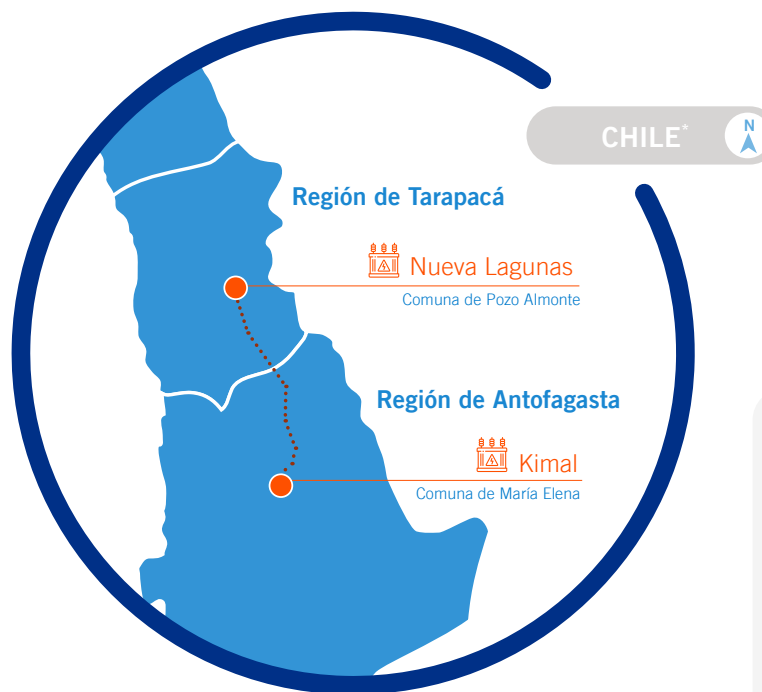 CHILE*
N
Región de Tarapacá
Nueva Lagunas
Comuna de Pozo Almonte
Región de Antofagasta
Kimal
Comuna de María Elena